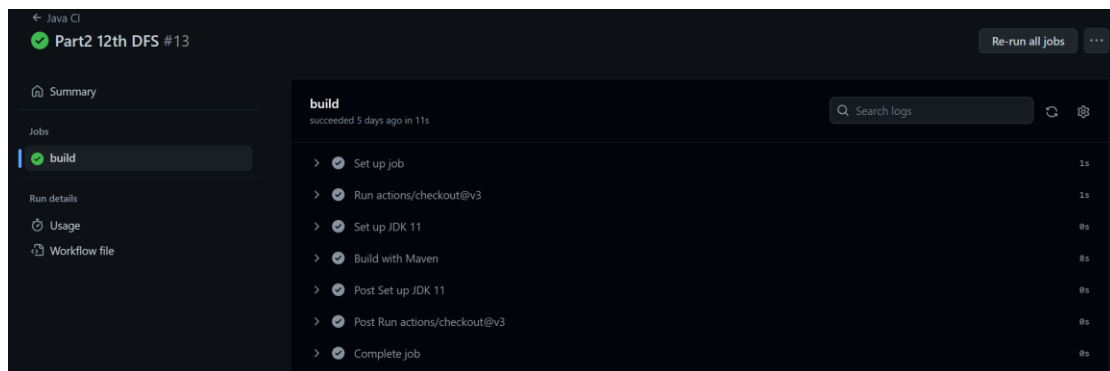 ← Java CI
Part2 12th DFS #13
Re-run all jobs
Summary
Jobs
build
Run details
Usage
Workflow file
build
succeeded 5 days ago in 11s
Search logs
Set up job 1s
Run actions/checkout@v3 1s
Set up JDK 11 0s
Build with Maven 8s
Post Set up JDK 11 0s
Post Run actions/checkout@v3 0s
Complete job 0s